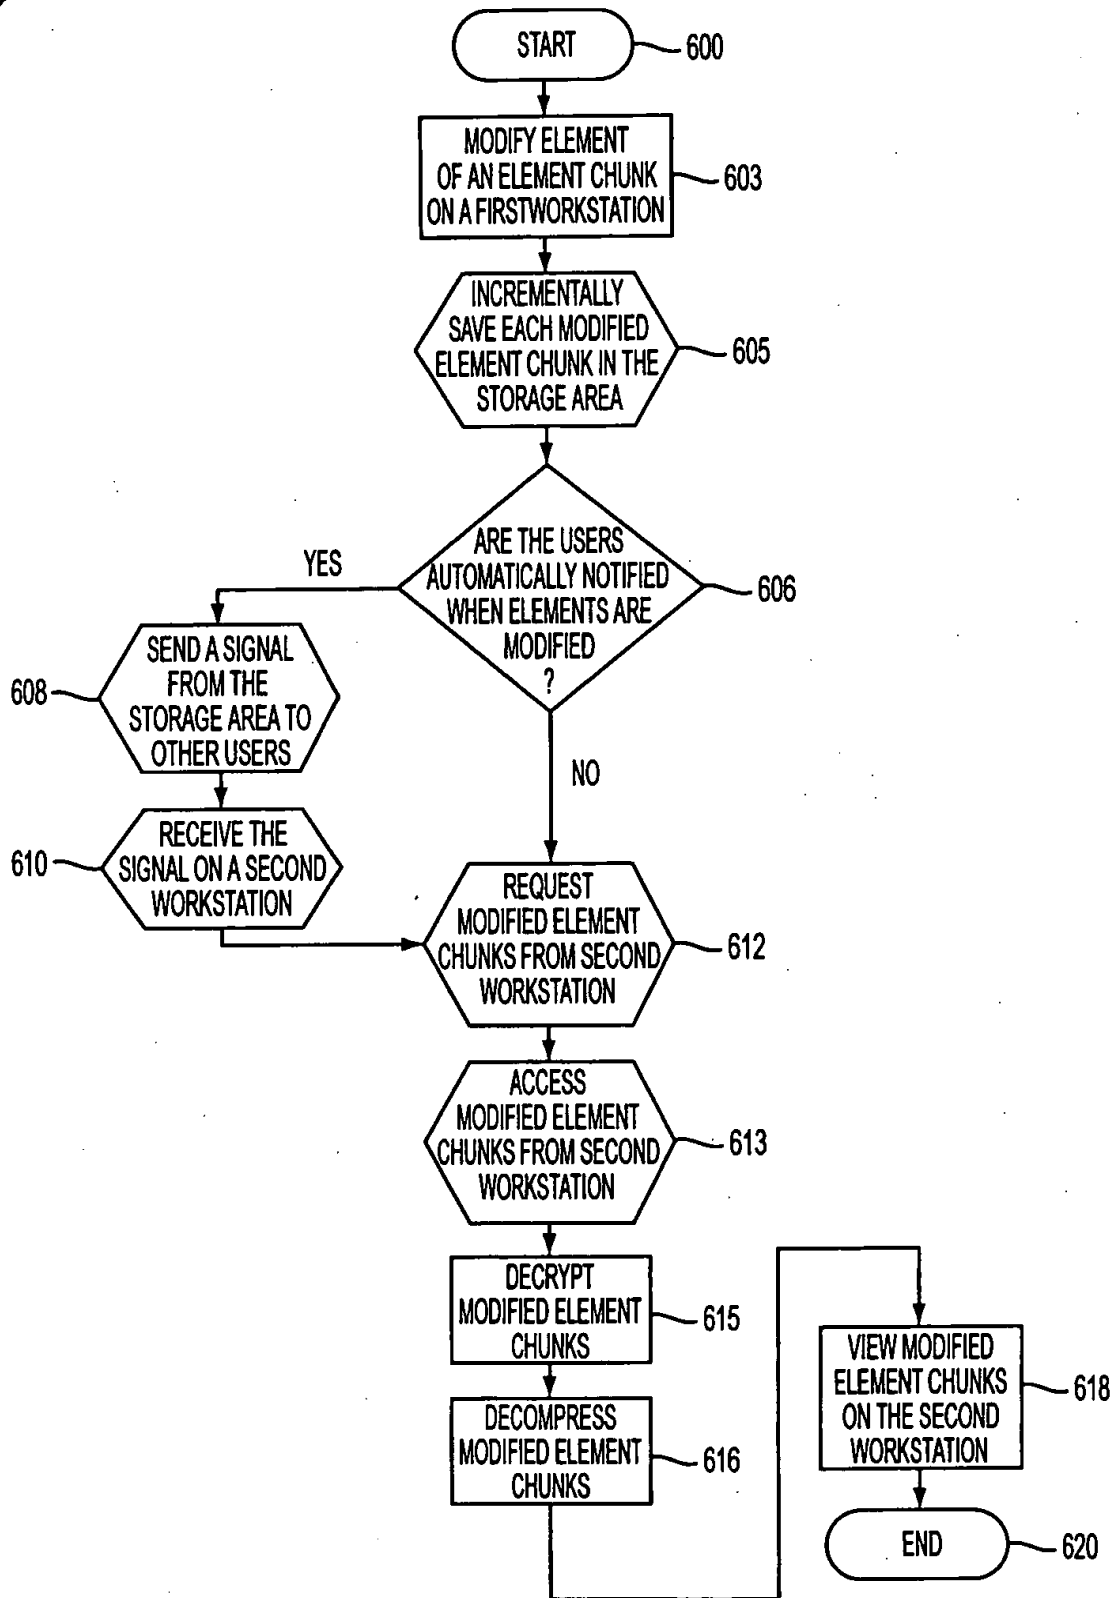 START
600
MODIFY ELEMENT
OF AN ELEMENT CHUNK
ON A FIRSTWORKSTATION
603
INCREMENTALLY
SAVE EACH MODIFIED
ELEMENT CHUNK IN THE
STORAGE AREA
605
ARE THE USERS
AUTOMATICALLY NOTIFIED
WHEN ELEMENTS ARE
MODIFIED
?
606
YES
NO
SEND A SIGNAL
FROM THE
STORAGE AREA TO
OTHER USERS
608
RECEIVE THE
SIGNAL ON A SECOND
WORKSTATION
610
REQUEST
MODIFIED ELEMENT
CHUNKS FROM SECOND
WORKSTATION
612
ACCESS
MODIFIED ELEMENT
CHUNKS FROM SECOND
WORKSTATION
613
DECRYPT
MODIFIED ELEMENT
CHUNKS
615
DECOMPRESS
MODIFIED ELEMENT
CHUNKS
616
VIEW MODIFIED
ELEMENT CHUNKS
ON THE SECOND
WORKSTATION
618
END
620